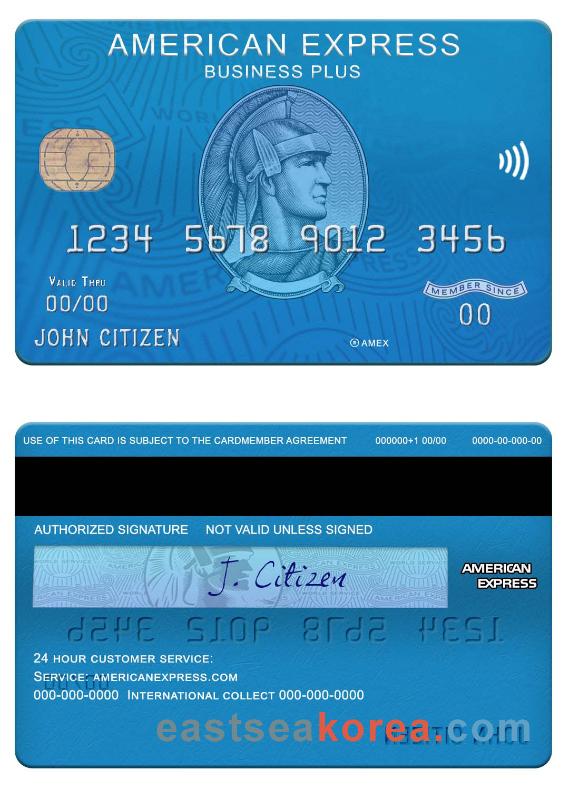 AMERICAN EXPRESS
BUSINESS PLUS
1234 5678 9012 3456
VALID THRU
00/00
MEMBER SINCE
00
JOHN CITIZEN
® AMEX
USE OF THIS CARD IS SUBJECT TO THE CARDMEMBER AGREEMENT 000000+1 00/00 0000-00-000-00
AUTHORIZED SIGNATURE NOT VALID UNLESS SIGNED
J. Citizen
AMERICAN
EXPRESS
24 HOUR CUSTOMER SERVICE:
SERVICE: AMERICANEXPRESS.COM
000-000-0000 INTERNATIONAL COLLECT 000-000-0000
eastseakorea.com